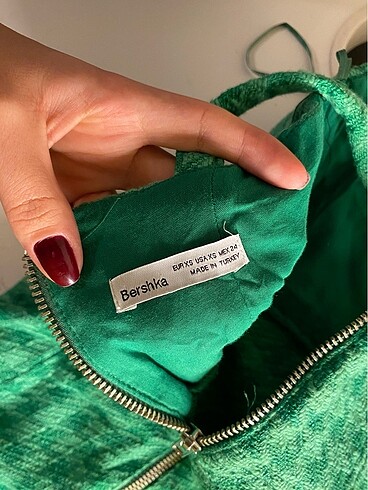 Bershka
EUR XS USA XS MEX 24
MADE IN TURKEY